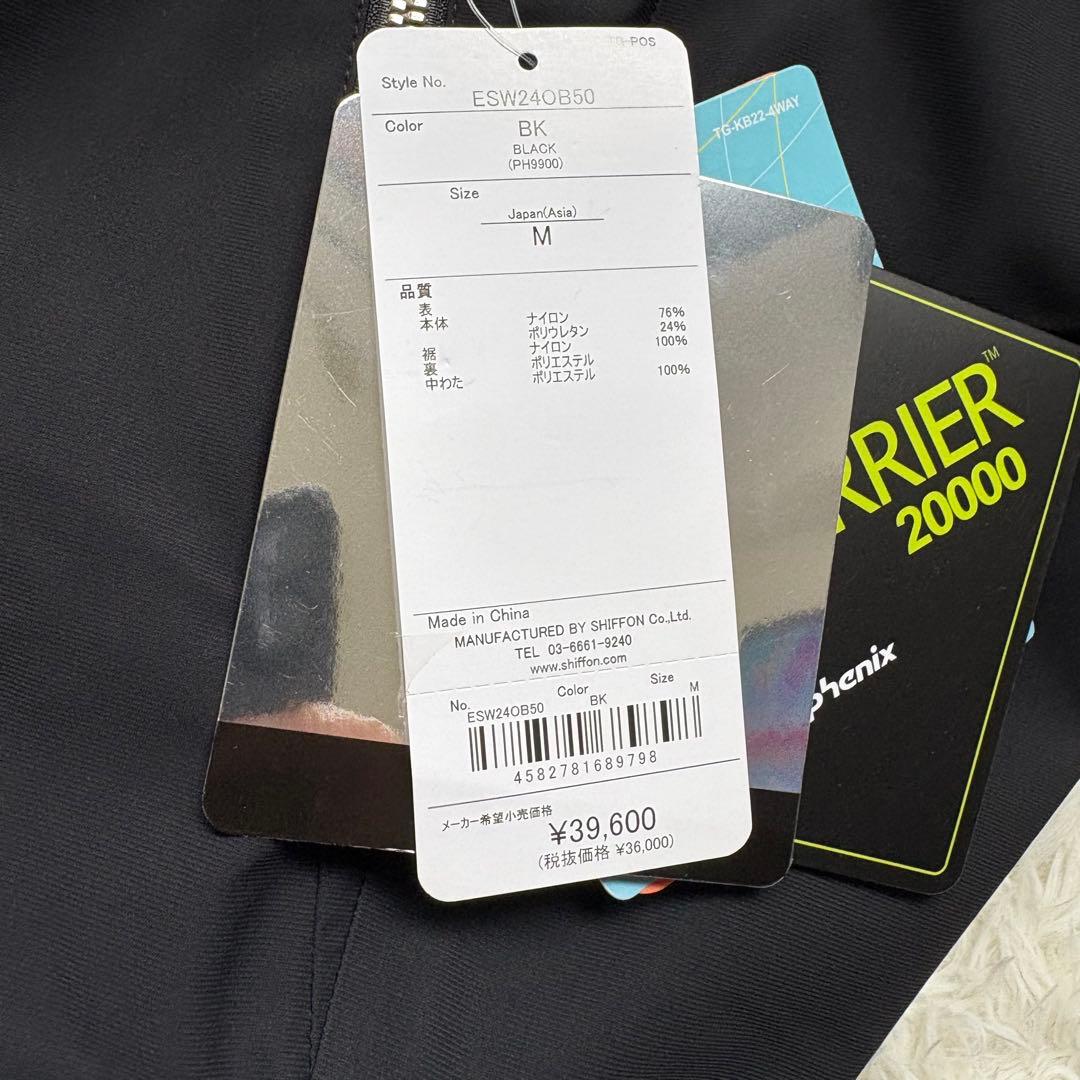 TG-POS
Style No. ESW24OB50
Color BK
BLACK
(PH9900)
Size
Japan(Asia)
M
品質
表
本体 ナイロン 76%
ポリウレタン 24%
裾 ナイロン 100%
裏 ポリエステル
中わた ポリエステル 100%
Made in China
MANUFACTURED BY SHIFFON Co.,Ltd.
TEL 03-6661-9240
www.shiffon.com
No. Color Size
ESW24OB50 BK M
4582781689798
メーカー希望小売価格
¥39,600
(税抜価格 ¥36,000)
TG-KB22-4WAY
RRIER™
20000
phenix